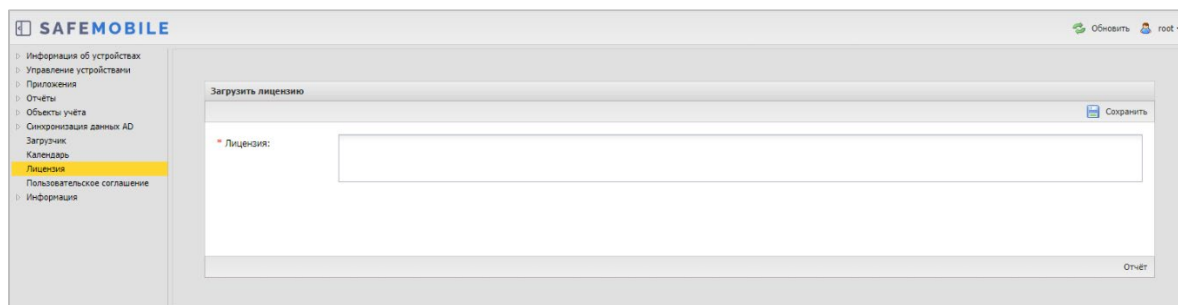 SAFEMOBILE
Обновить root
Информация об устройствах
Управление устройствами
Приложения
Отчёты
Объекты учёта
Синхронизация данных AD
Загрузчик
Календарь
Лицензия
Пользовательское соглашение
Информация
Загрузить лицензию
Сохранить
* Лицензия:
Отчёт